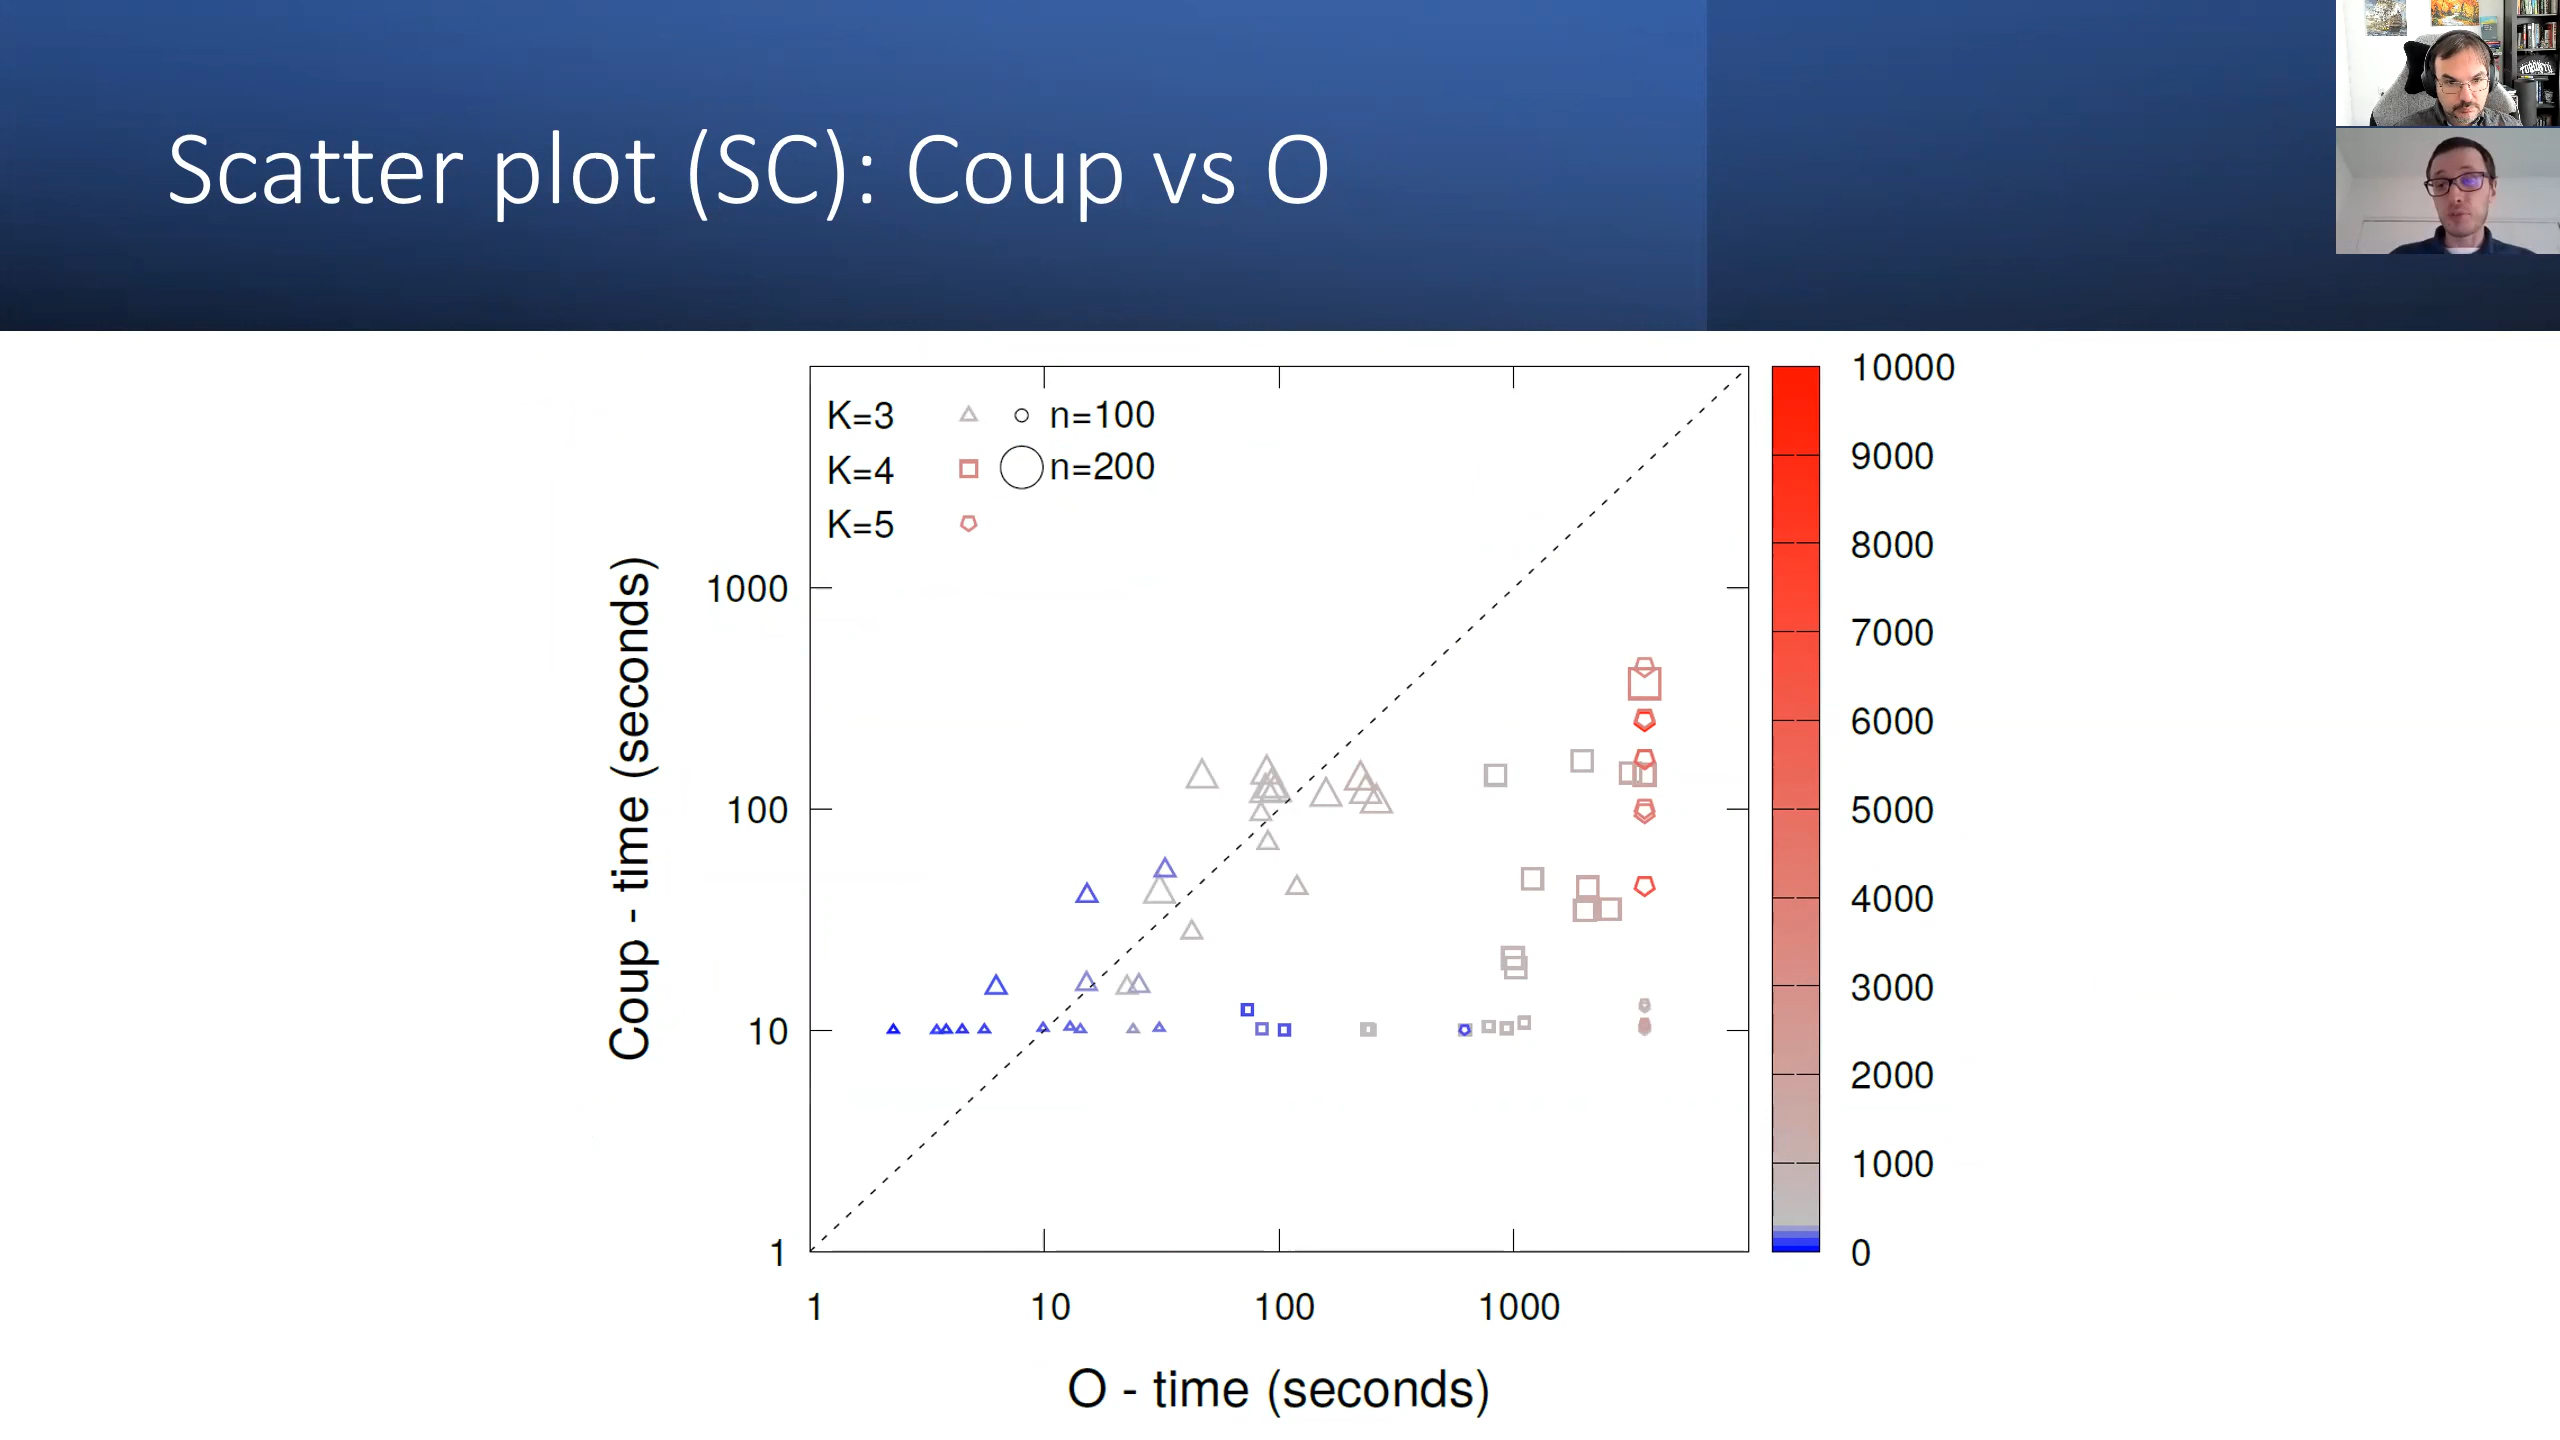 Scatter plot (SC): Coup vs O
K=3
n=100
K=4
n=200
K=5
Coup - time (seconds)
1000
100
10
1
1
10
100
1000
O - time (seconds)
10000
9000
8000
7000
6000
5000
4000
3000
2000
1000
0
TORONTO